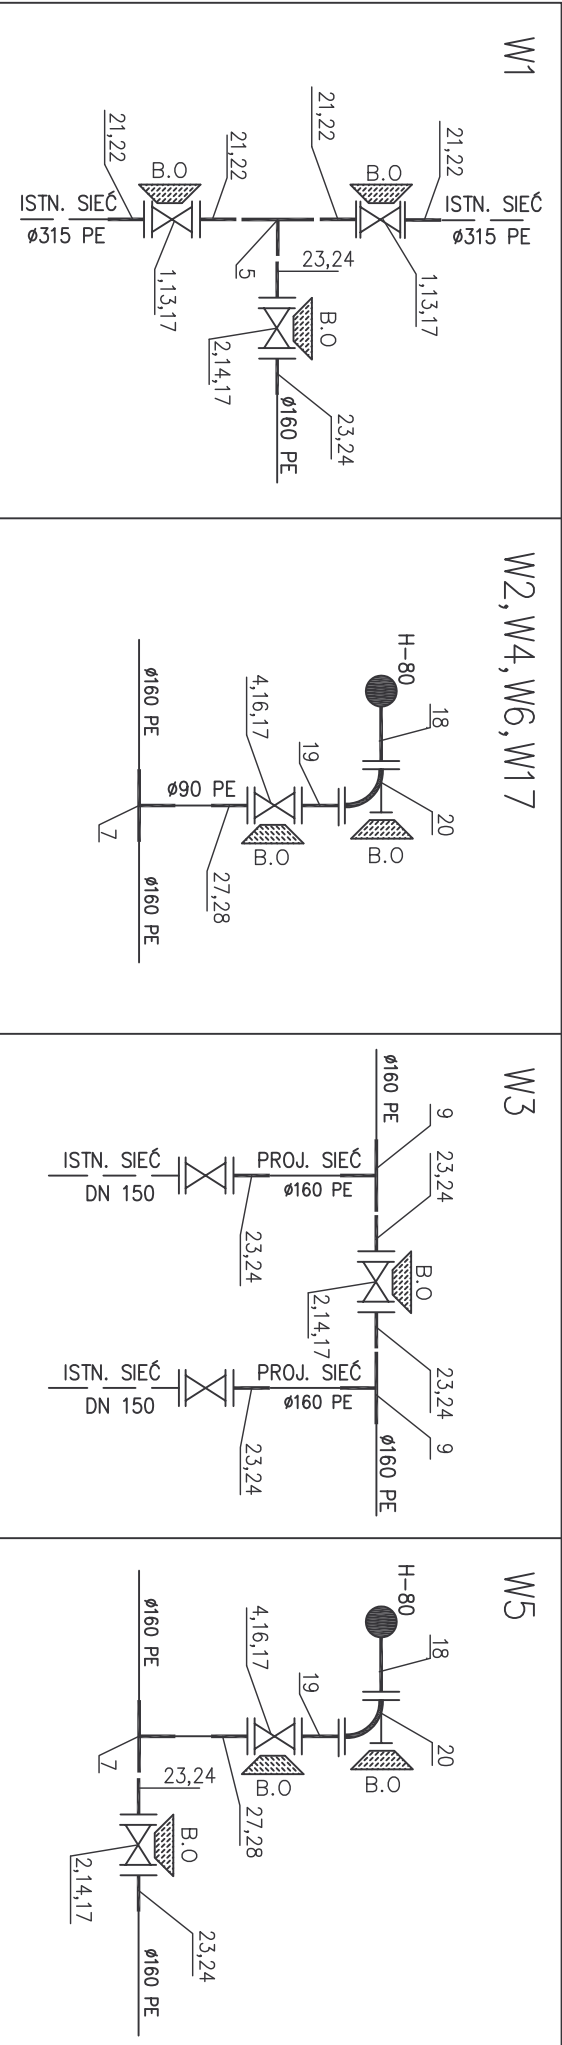 W1
21,22
B.O
21,22
ISTN. SIEĆ
ø315 PE
1,13,17
21,22
B.O
21,22
ISTN. SIEĆ
ø315 PE
1,13,17
5
23,24
B.O
2,14,17
23,24
ø160 PE
W2,W4,W6,W17
H-80
18
20
B.O
19
4,16,17
B.O
ø90 PE
27,28
ø160 PE
7
ø160 PE
W3
ø160 PE
9
23,24
B.O
2,14,17
23,24
9
ø160 PE
PROJ. SIEĆ
ø160 PE
23,24
ISTN. SIEĆ
DN 150
PROJ. SIEĆ
ø160 PE
23,24
ISTN. SIEĆ
DN 150
W5
H-80
18
20
B.O
19
4,16,17
B.O
27,28
ø160 PE
7
23,24
B.O
2,14,17
23,24
ø160 PE